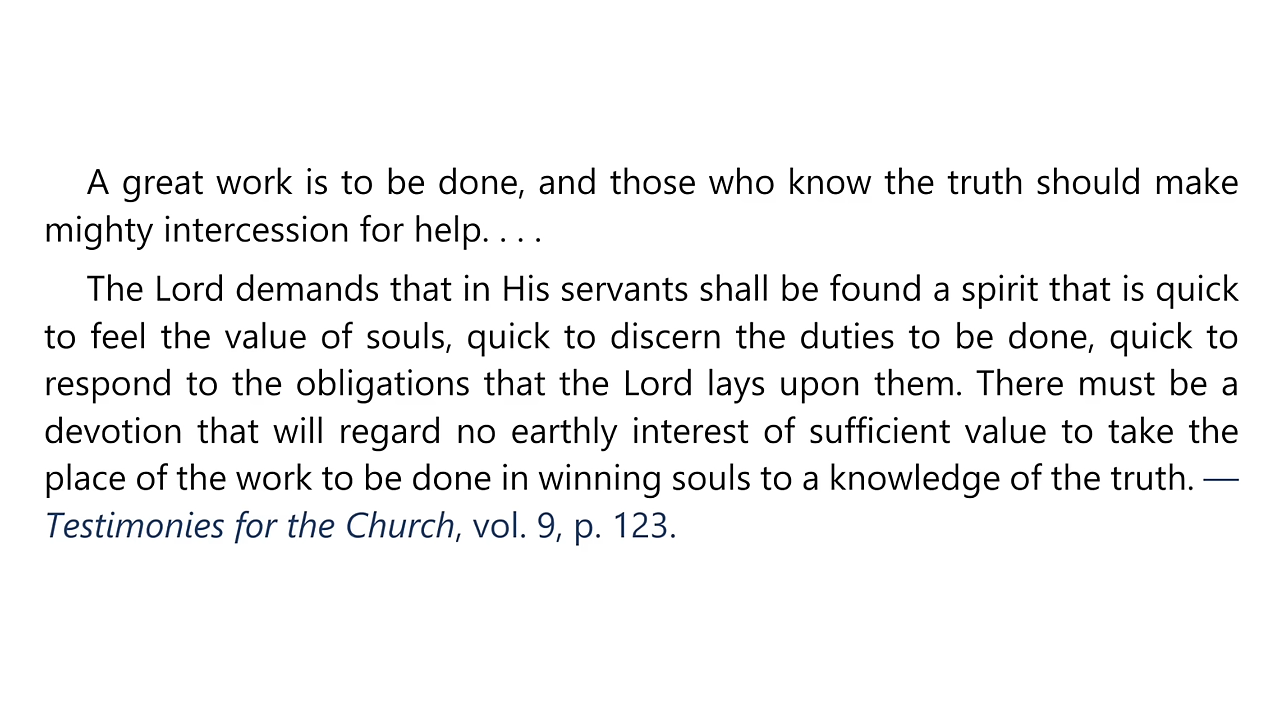 A great work is to be done, and those who know the truth should make
mighty intercession for help. . . .
The Lord demands that in His servants shall be found a spirit that is quick
to feel the value of souls, quick to discern the duties to be done, quick to
respond to the obligations that the Lord lays upon them. There must be a
devotion that will regard no earthly interest of sufficient value to take the
place of the work to be done in winning souls to a knowledge of the truth. —
Testimonies for the Church, vol. 9, p. 123.